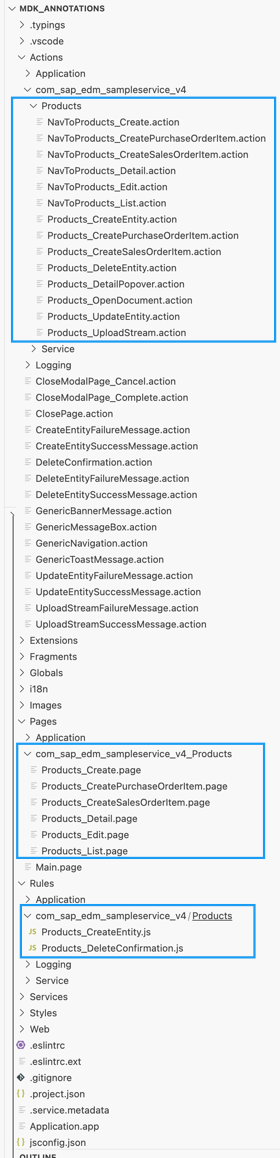 MDK_ANNOTATIONS
.typings
.vscode
Actions
Application
com_sap_edm_sampleservice_v4
Products
NavToProducts_Create.action
NavToProducts_CreatePurchaseOrderItem.action
NavToProducts_CreateSalesOrderItem.action
NavToProducts_Detail.action
NavToProducts_Edit.action
NavToProducts_List.action
Products_CreateEntity.action
Products_CreatePurchaseOrderItem.action
Products_CreateSalesOrderItem.action
Products_DeleteEntity.action
Products_DetailPopover.action
Products_OpenDocument.action
Products_UpdateEntity.action
Products_UploadStream.action
Service
Logging
CloseModalPage_Cancel.action
CloseModalPage_Complete.action
ClosePage.action
CreateEntityFailureMessage.action
CreateEntitySuccessMessage.action
DeleteConfirmation.action
DeleteEntityFailureMessage.action
DeleteEntitySuccessMessage.action
GenericBannerMessage.action
GenericMessageBox.action
GenericNavigation.action
GenericToastMessage.action
UpdateEntityFailureMessage.action
UpdateEntitySuccessMessage.action
UploadStreamFailureMessage.action
UploadStreamSuccessMessage.action
Extensions
Fragments
Globals
i18n
Images
Pages
Application
com_sap_edm_sampleservice_v4_Products
Products_Create.page
Products_CreatePurchaseOrderItem.page
Products_CreateSalesOrderItem.page
Products_Detail.page
Products_Edit.page
Products_List.page
Main.page
Rules
Application
com_sap_edm_sampleservice_v4/Products
JS Products_CreateEntity.js
JS Products_DeleteConfirmation.js
Logging
Service
Services
Styles
Web
.eslintrc
.eslintrc.ext
.gitignore
{} .project.json
.service.metadata
Application.app
{} jsconfig.json
OUTLINE